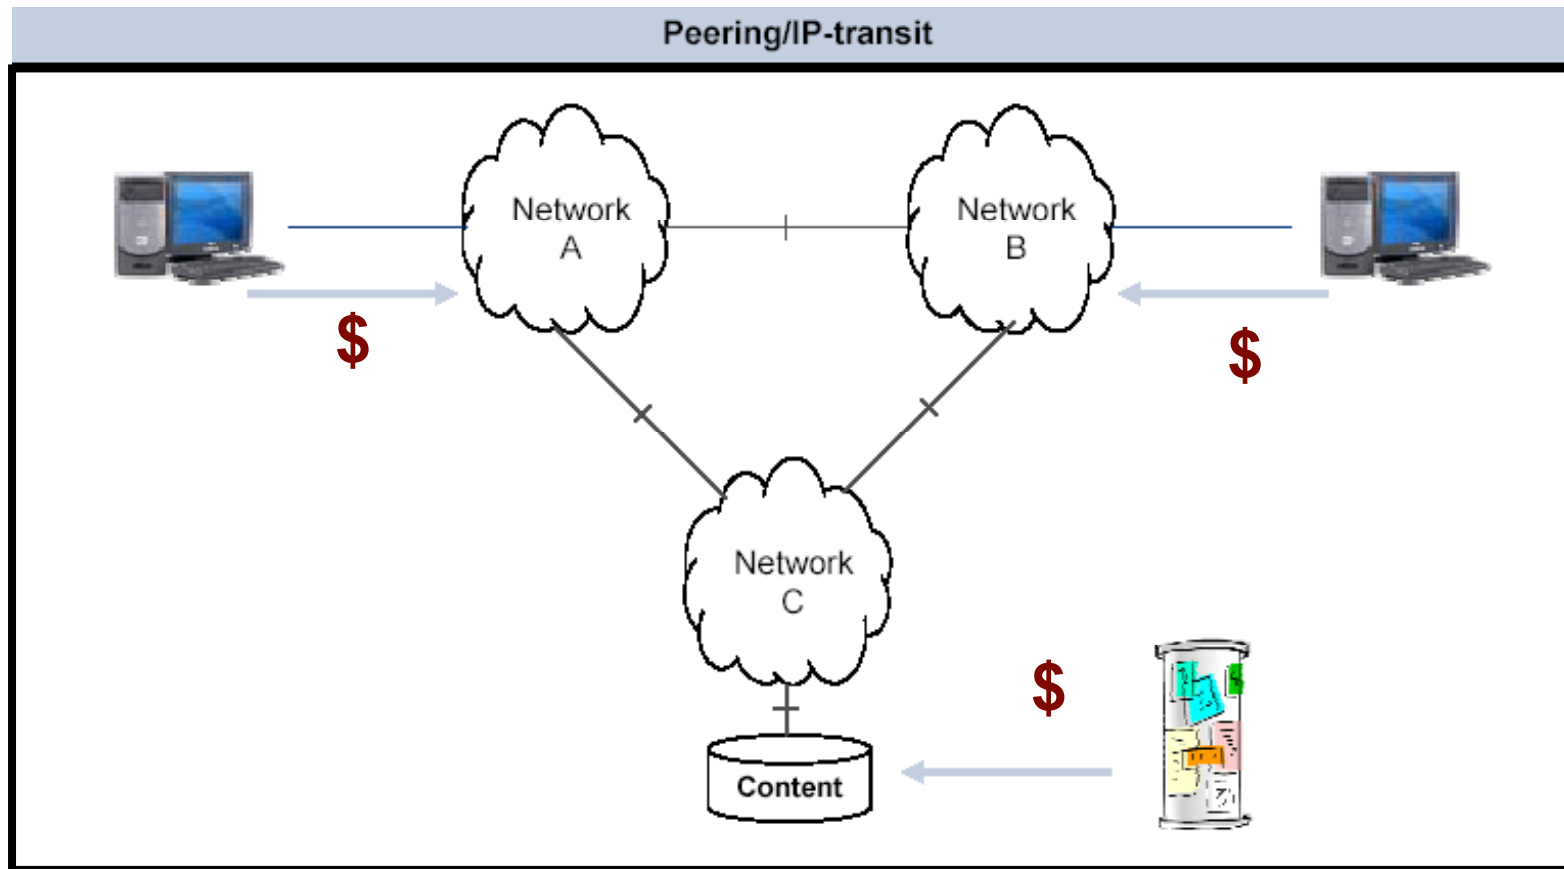 Peering/IP-transit
Network
A
Network
B
$
$
Network
C
$
Content